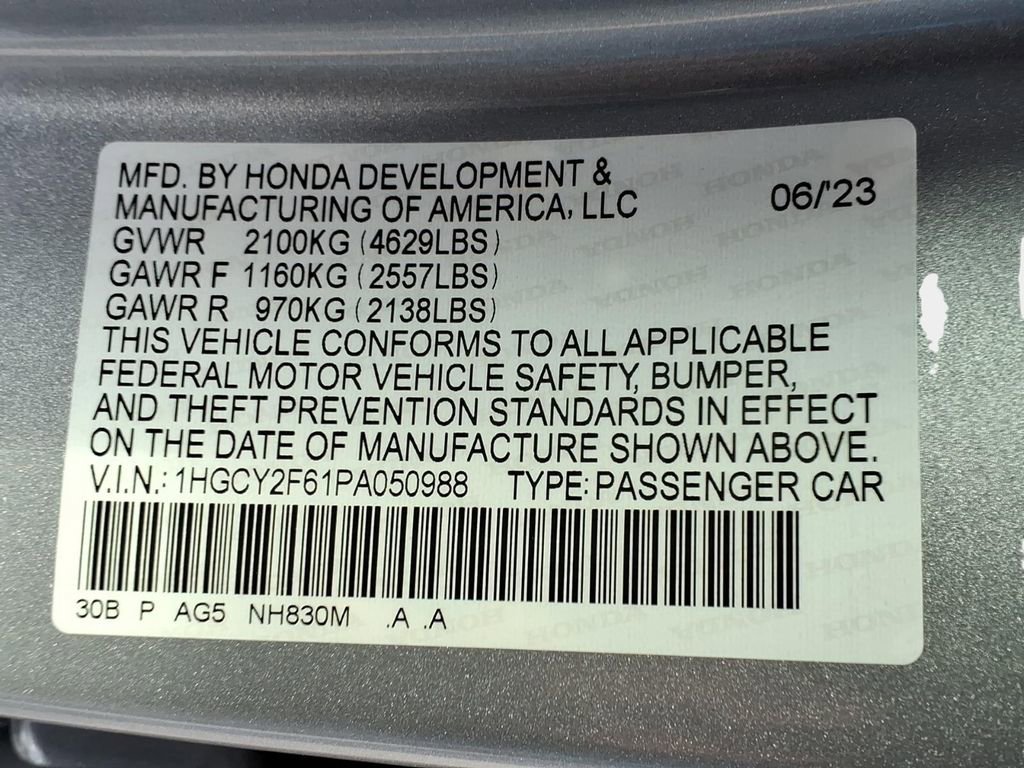 MFD. BY HONDA DEVELOPMENT &
MANUFACTURING OF AMERICA, LLC 06/'23
GVWR 2100KG (4629LBS)
GAWR F 1160KG (2557LBS)
GAWR R 970KG (2138LBS)
THIS VEHICLE CONFORMS TO ALL APPLICABLE
FEDERAL MOTOR VEHICLE SAFETY, BUMPER,
AND THEFT PREVENTION STANDARDS IN EFFECT
ON THE DATE OF MANUFACTURE SHOWN ABOVE.
V.I.N.: 1HGCY2F61PA050988 TYPE: PASSENGER CAR
30B P AG5 NH830M .A .A